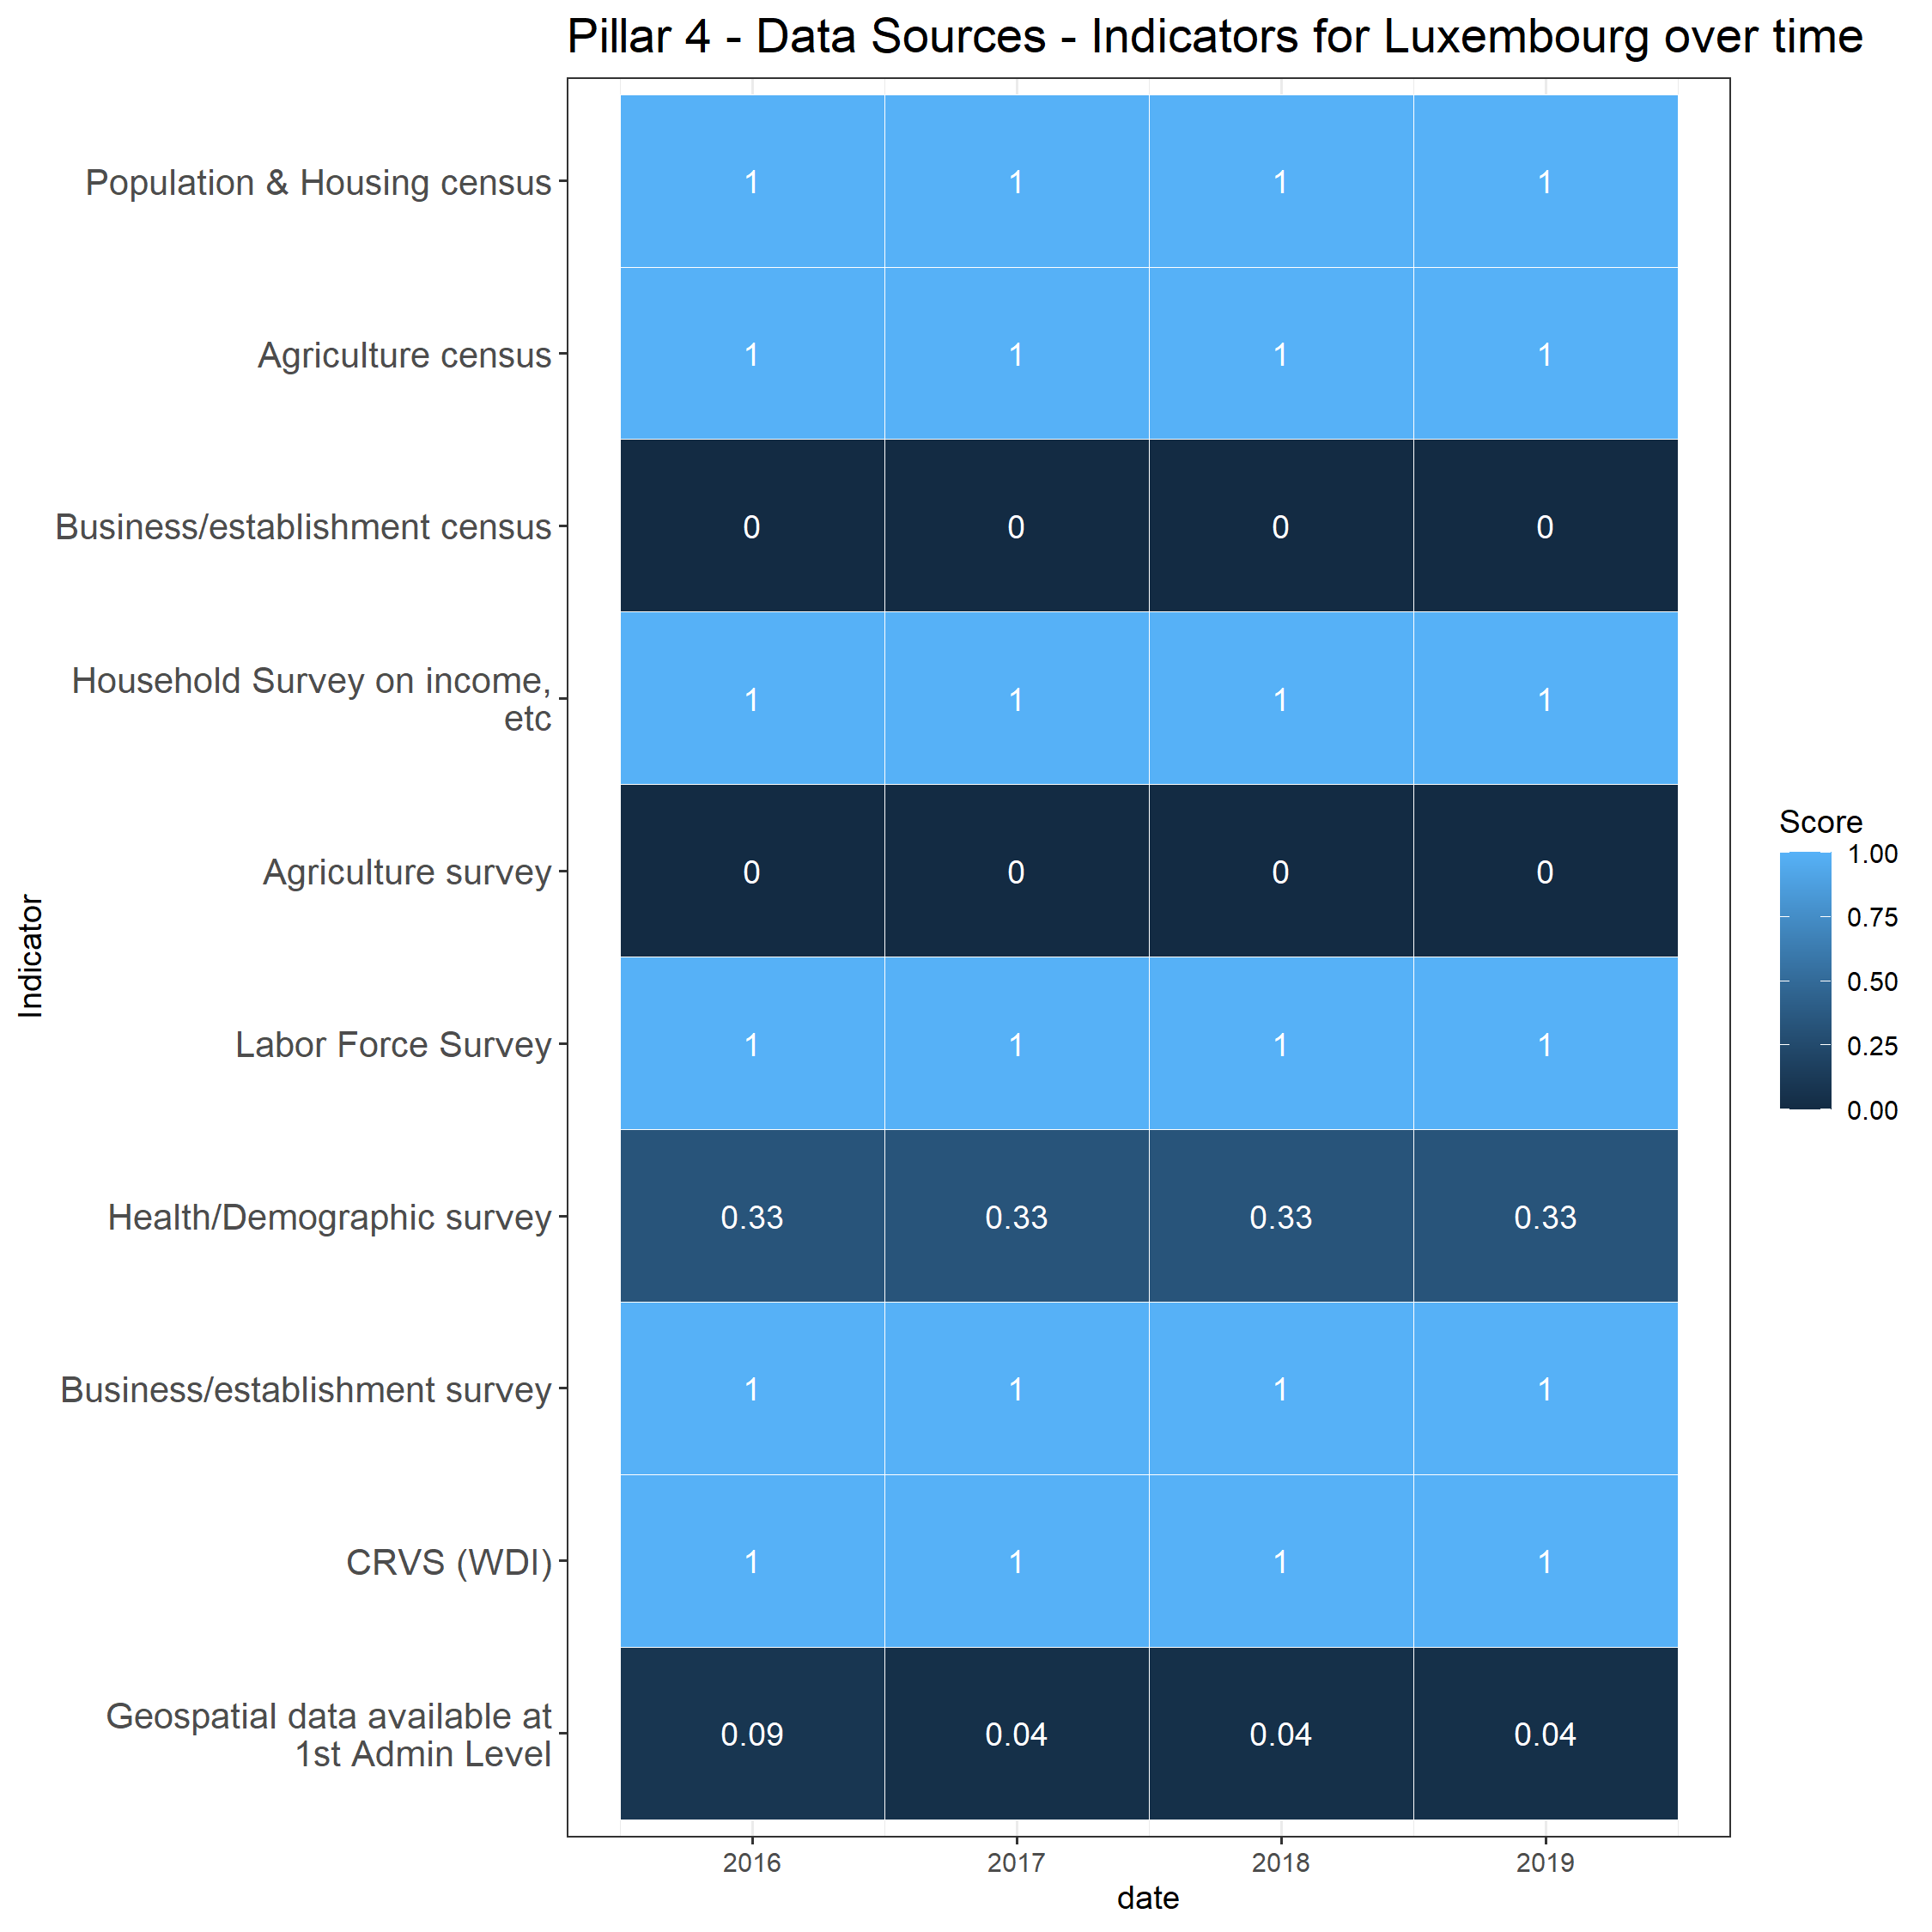 Pillar 4 - Data Sources - Indicators for Luxembourg over time
Indicator
Population & Housing census
1 1 1 1
Agriculture census
1 1 1 1
Business/establishment census
0 0 0 0
Household Survey on income,
etc
1 1 1 1
Agriculture survey
0 0 0 0
Labor Force Survey
1 1 1 1
Health/Demographic survey
0.33 0.33 0.33 0.33
Business/establishment survey
1 1 1 1
CRVS (WDI)
1 1 1 1
Geospatial data available at
1st Admin Level
0.09 0.04 0.04 0.04
2016 2017 2018 2019
date
Score
1.00
0.75
0.50
0.25
0.00